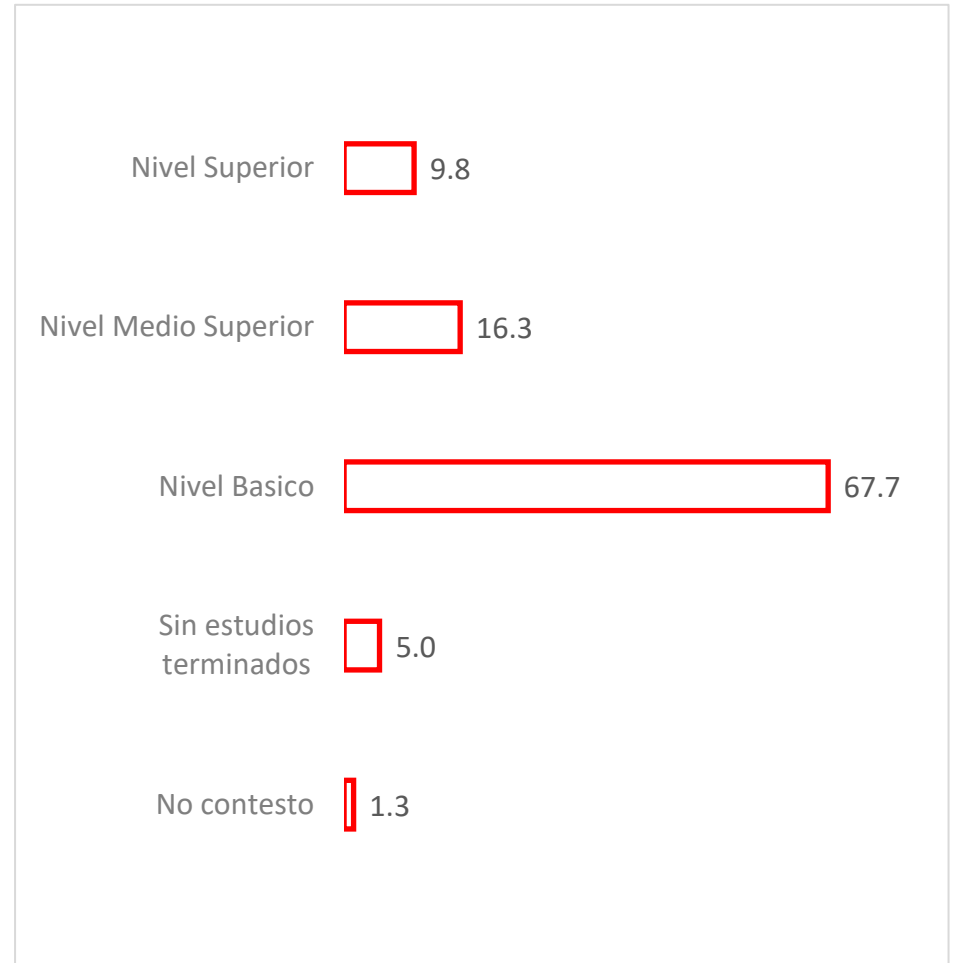 Nivel Superior 9.8
Nivel Medio Superior 16.3
Nivel Basico 67.7
Sin estudios
terminados 5.0
No contesto 1.3